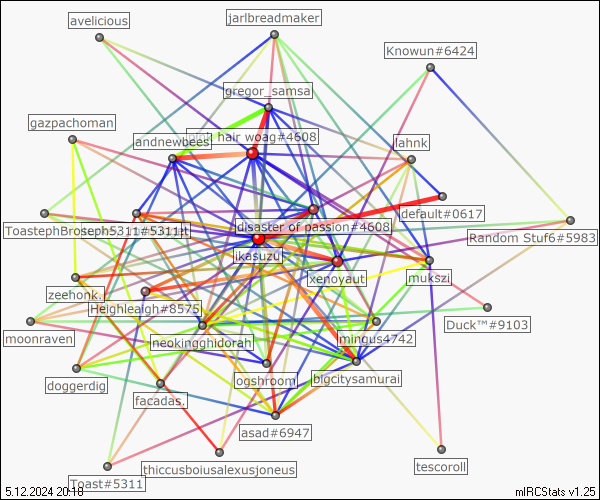 avelicious
jarlbreadmaker
Knowun#6424
gregor_samsa
gazpachoman
andnewbees
hair woag#4608
lahnk
default#0617
ToastephBroseph5311#5311
disaster of passion#4608
Random Stuf6#5983
ikasuzu
xenoyaut
mukszi
zeehonk.
Heighleaigh#8575
Duck™#9103
moonraven
neokingghidorah
mingus4742
doggerdig
ogshroom
bigcitysamurai
facadas.
asad#6947
Toast#5311
thiccusboiusalexusjoneus
tescoroll
5.12.2024 20:18
mIRCStats v1.25